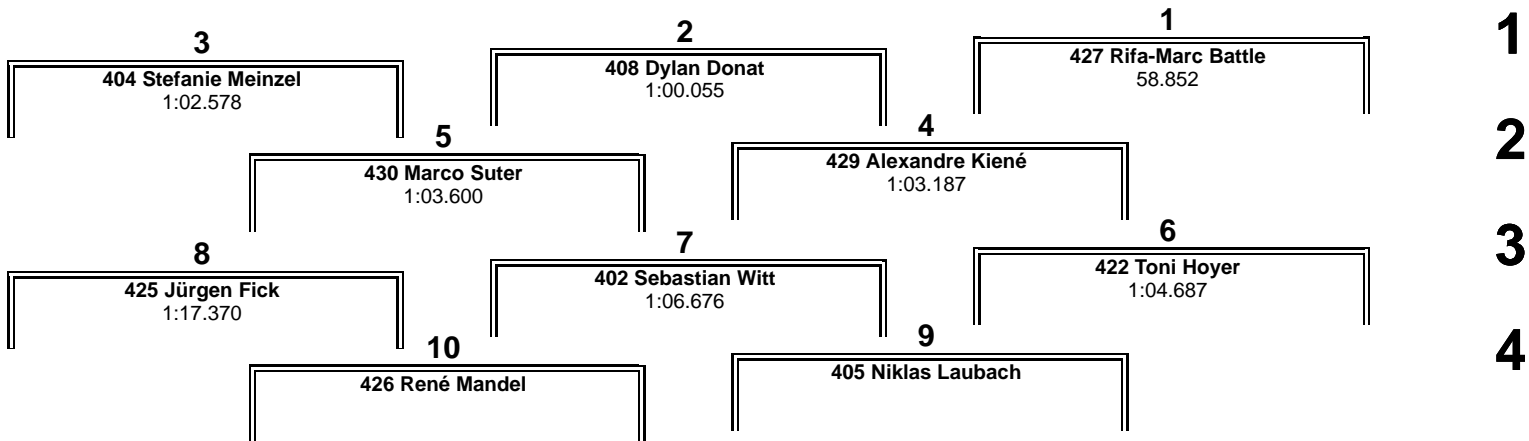 3
404 Stefanie Meinzel
1:02.578
2
408 Dylan Donat
1:00.055
1
427 Rifa-Marc Battle
58.852
1
5
430 Marco Suter
1:03.600
4
429 Alexandre Kiené
1:03.187
2
8
425 Jürgen Fick
1:17.370
7
402 Sebastian Witt
1:06.676
6
422 Toni Hoyer
1:04.687
3
10
426 René Mandel
9
405 Niklas Laubach
4